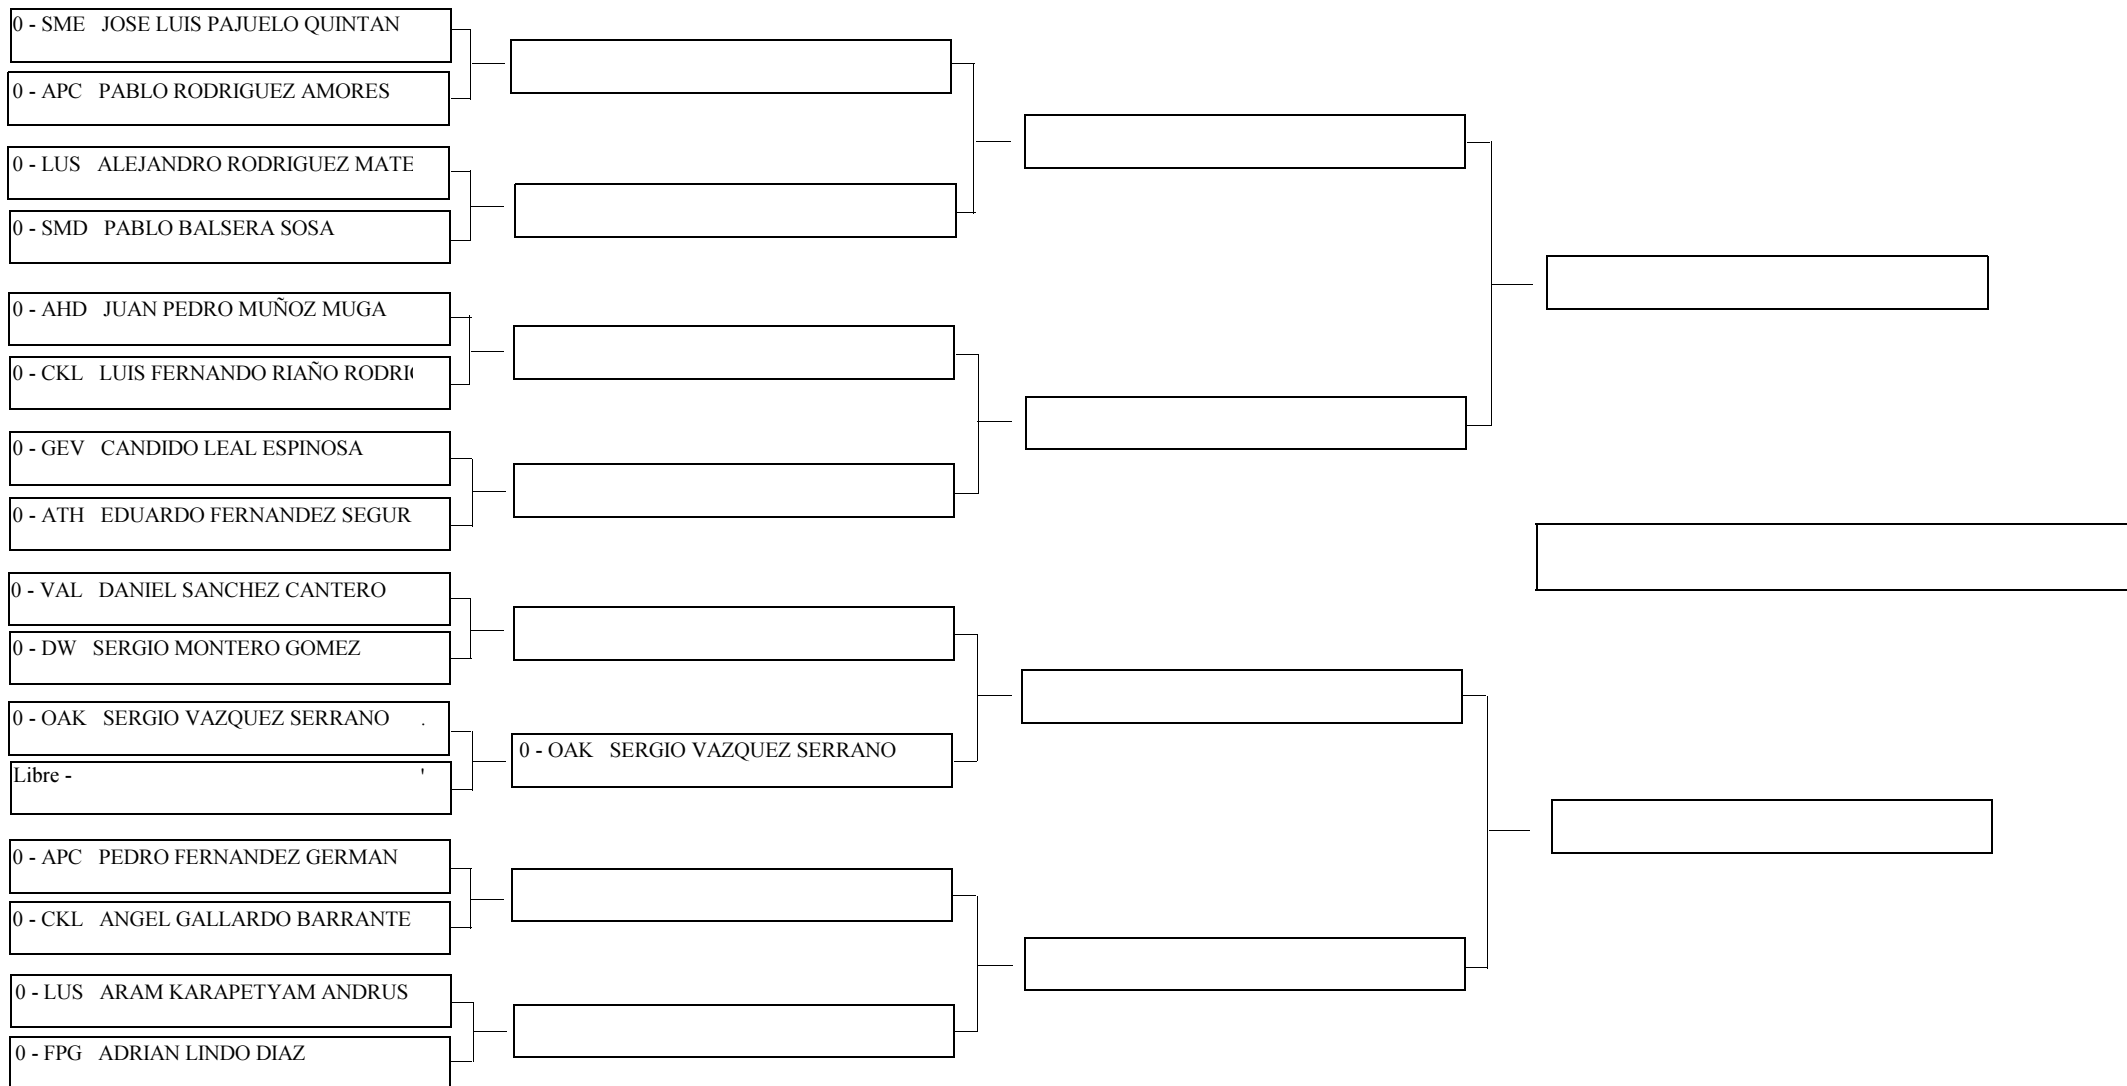 0 - SME JOSE LUIS PAJUELO QUINTAN
0 - APC PABLO RODRIGUEZ AMORES
0 - LUS ALEJANDRO RODRIGUEZ MATE
0 - SMD PABLO BALSERA SOSA
0 - AHD JUAN PEDRO MUÑOZ MUGA
0 - CKL LUIS FERNANDO RIAÑO RODRI
0 - GEV CANDIDO LEAL ESPINOSA
0 - ATH EDUARDO FERNANDEZ SEGUR
0 - VAL DANIEL SANCHEZ CANTERO
0 - DW SERGIO MONTERO GOMEZ
0 - OAK SERGIO VAZQUEZ SERRANO
Libre -
0 - OAK SERGIO VAZQUEZ SERRANO
0 - APC PEDRO FERNANDEZ GERMAN
0 - CKL ANGEL GALLARDO BARRANTE
0 - LUS ARAM KARAPETYAM ANDRUS
0 - FPG ADRIAN LINDO DIAZ